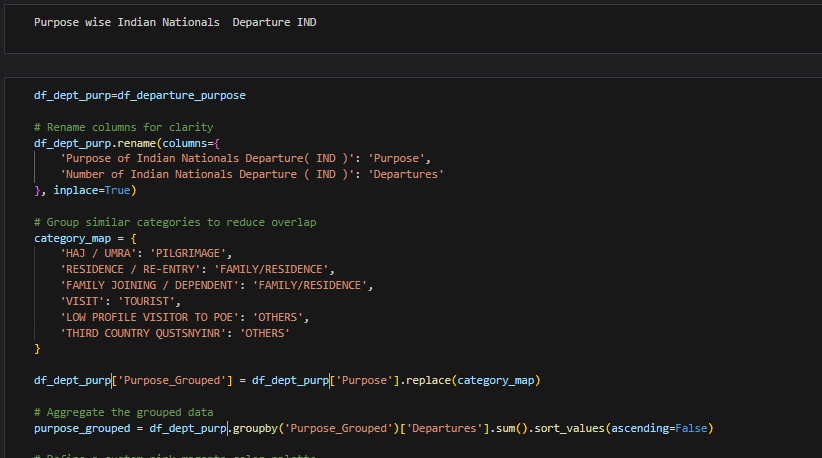 Purpose wise Indian Nationals  Departure IND
df_dept_purp=df_departure_purpose
# Rename columns for clarity
df_dept_purp.rename(columns={
    'Purpose of Indian Nationals Departure( IND )': 'Purpose',
    'Number of Indian Nationals Departure ( IND )': 'Departures'
}, inplace=True)
# Group similar categories to reduce overlap
category_map = {
    'HAJ / UMRA': 'PILGRIMAGE',
    'RESIDENCE / RE-ENTRY': 'FAMILY/RESIDENCE',
    'FAMILY JOINING / DEPENDENT': 'FAMILY/RESIDENCE',
    'VISIT': 'TOURIST',
    'LOW PROFILE VISITOR TO POE': 'OTHERS',
    'THIRD COUNTRY QUSTSNYINR': 'OTHERS'
}
df_dept_purp['Purpose_Grouped'] = df_dept_purp['Purpose'].replace(category_map)
# Aggregate the grouped data
purpose_grouped = df_dept_purp.groupby('Purpose_Grouped')['Departures'].sum().sort_values(ascending=False)